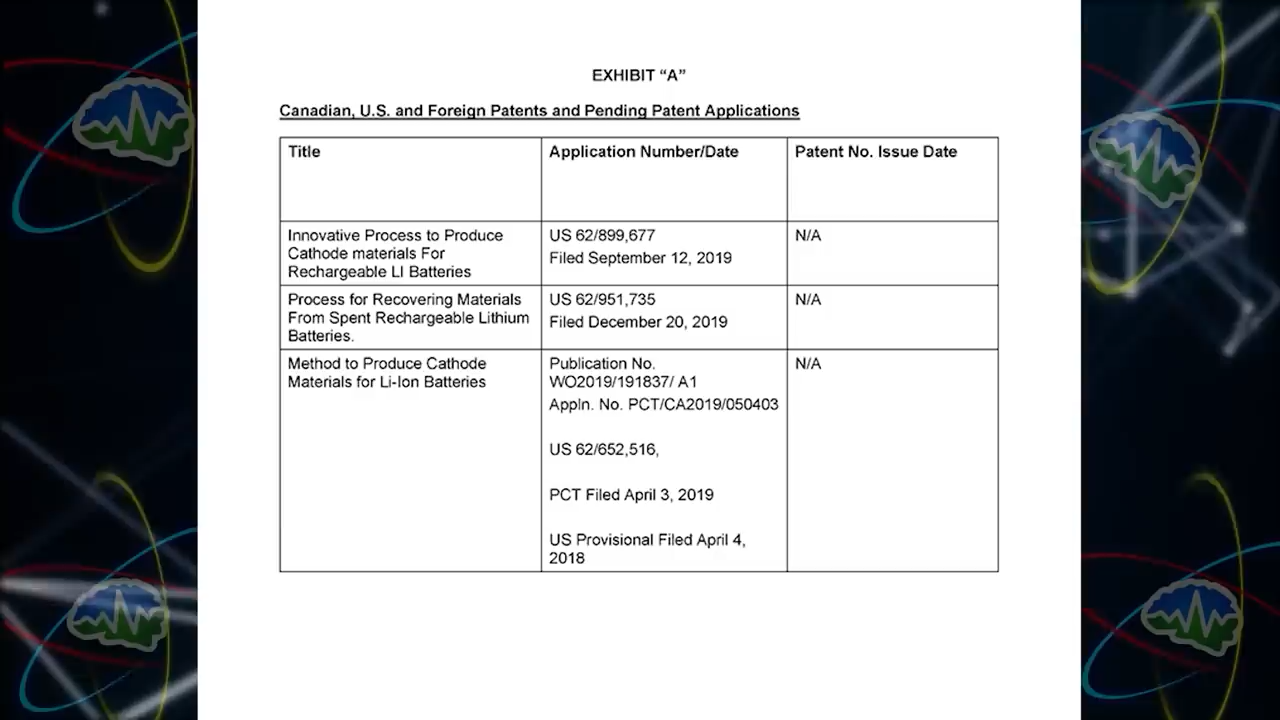 EXHIBIT “A”
Canadian, U.S. and Foreign Patents and Pending Patent Applications
Title
Application Number/Date
Patent No. Issue Date
Innovative Process to Produce
Cathode materials For
Rechargeable LI Batteries
US 62/899,677
Filed September 12, 2019
N/A
Process for Recovering Materials
From Spent Rechargeable Lithium
Batteries.
US 62/951,735
Filed December 20, 2019
N/A
Method to Produce Cathode
Materials for Li-Ion Batteries
Publication No.
WO2019/191837/ A1
Appln. No. PCT/CA2019/050403
US 62/652,516,
PCT Filed April 3, 2019
US Provisional Filed April 4,
2018
N/A